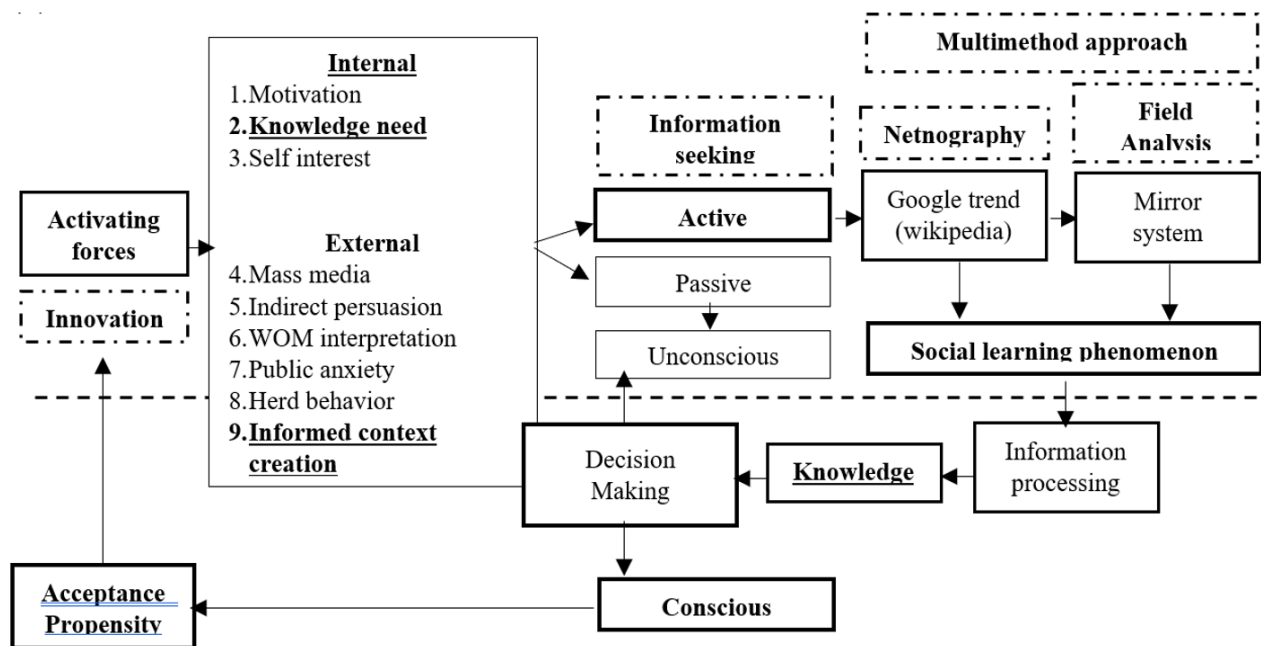 Multimethod approach
Internal
1.Motivation
2.Knowledge need
3.Self interest
External
4.Mass media
5.Indirect persuasion
6.WOM interpretation
7.Public anxiety
8.Herd behavior
9.Informed context
creation
Activating
forces
Innovation
Information
seeking
Active
Passive
Unconscious
Netnography
Google trend
(wikipedia)
Field
Analysis
Mirror
system
Social learning phenomenon
Information
processing
Knowledge
Decision
Making
Conscious
Acceptance
Propensity